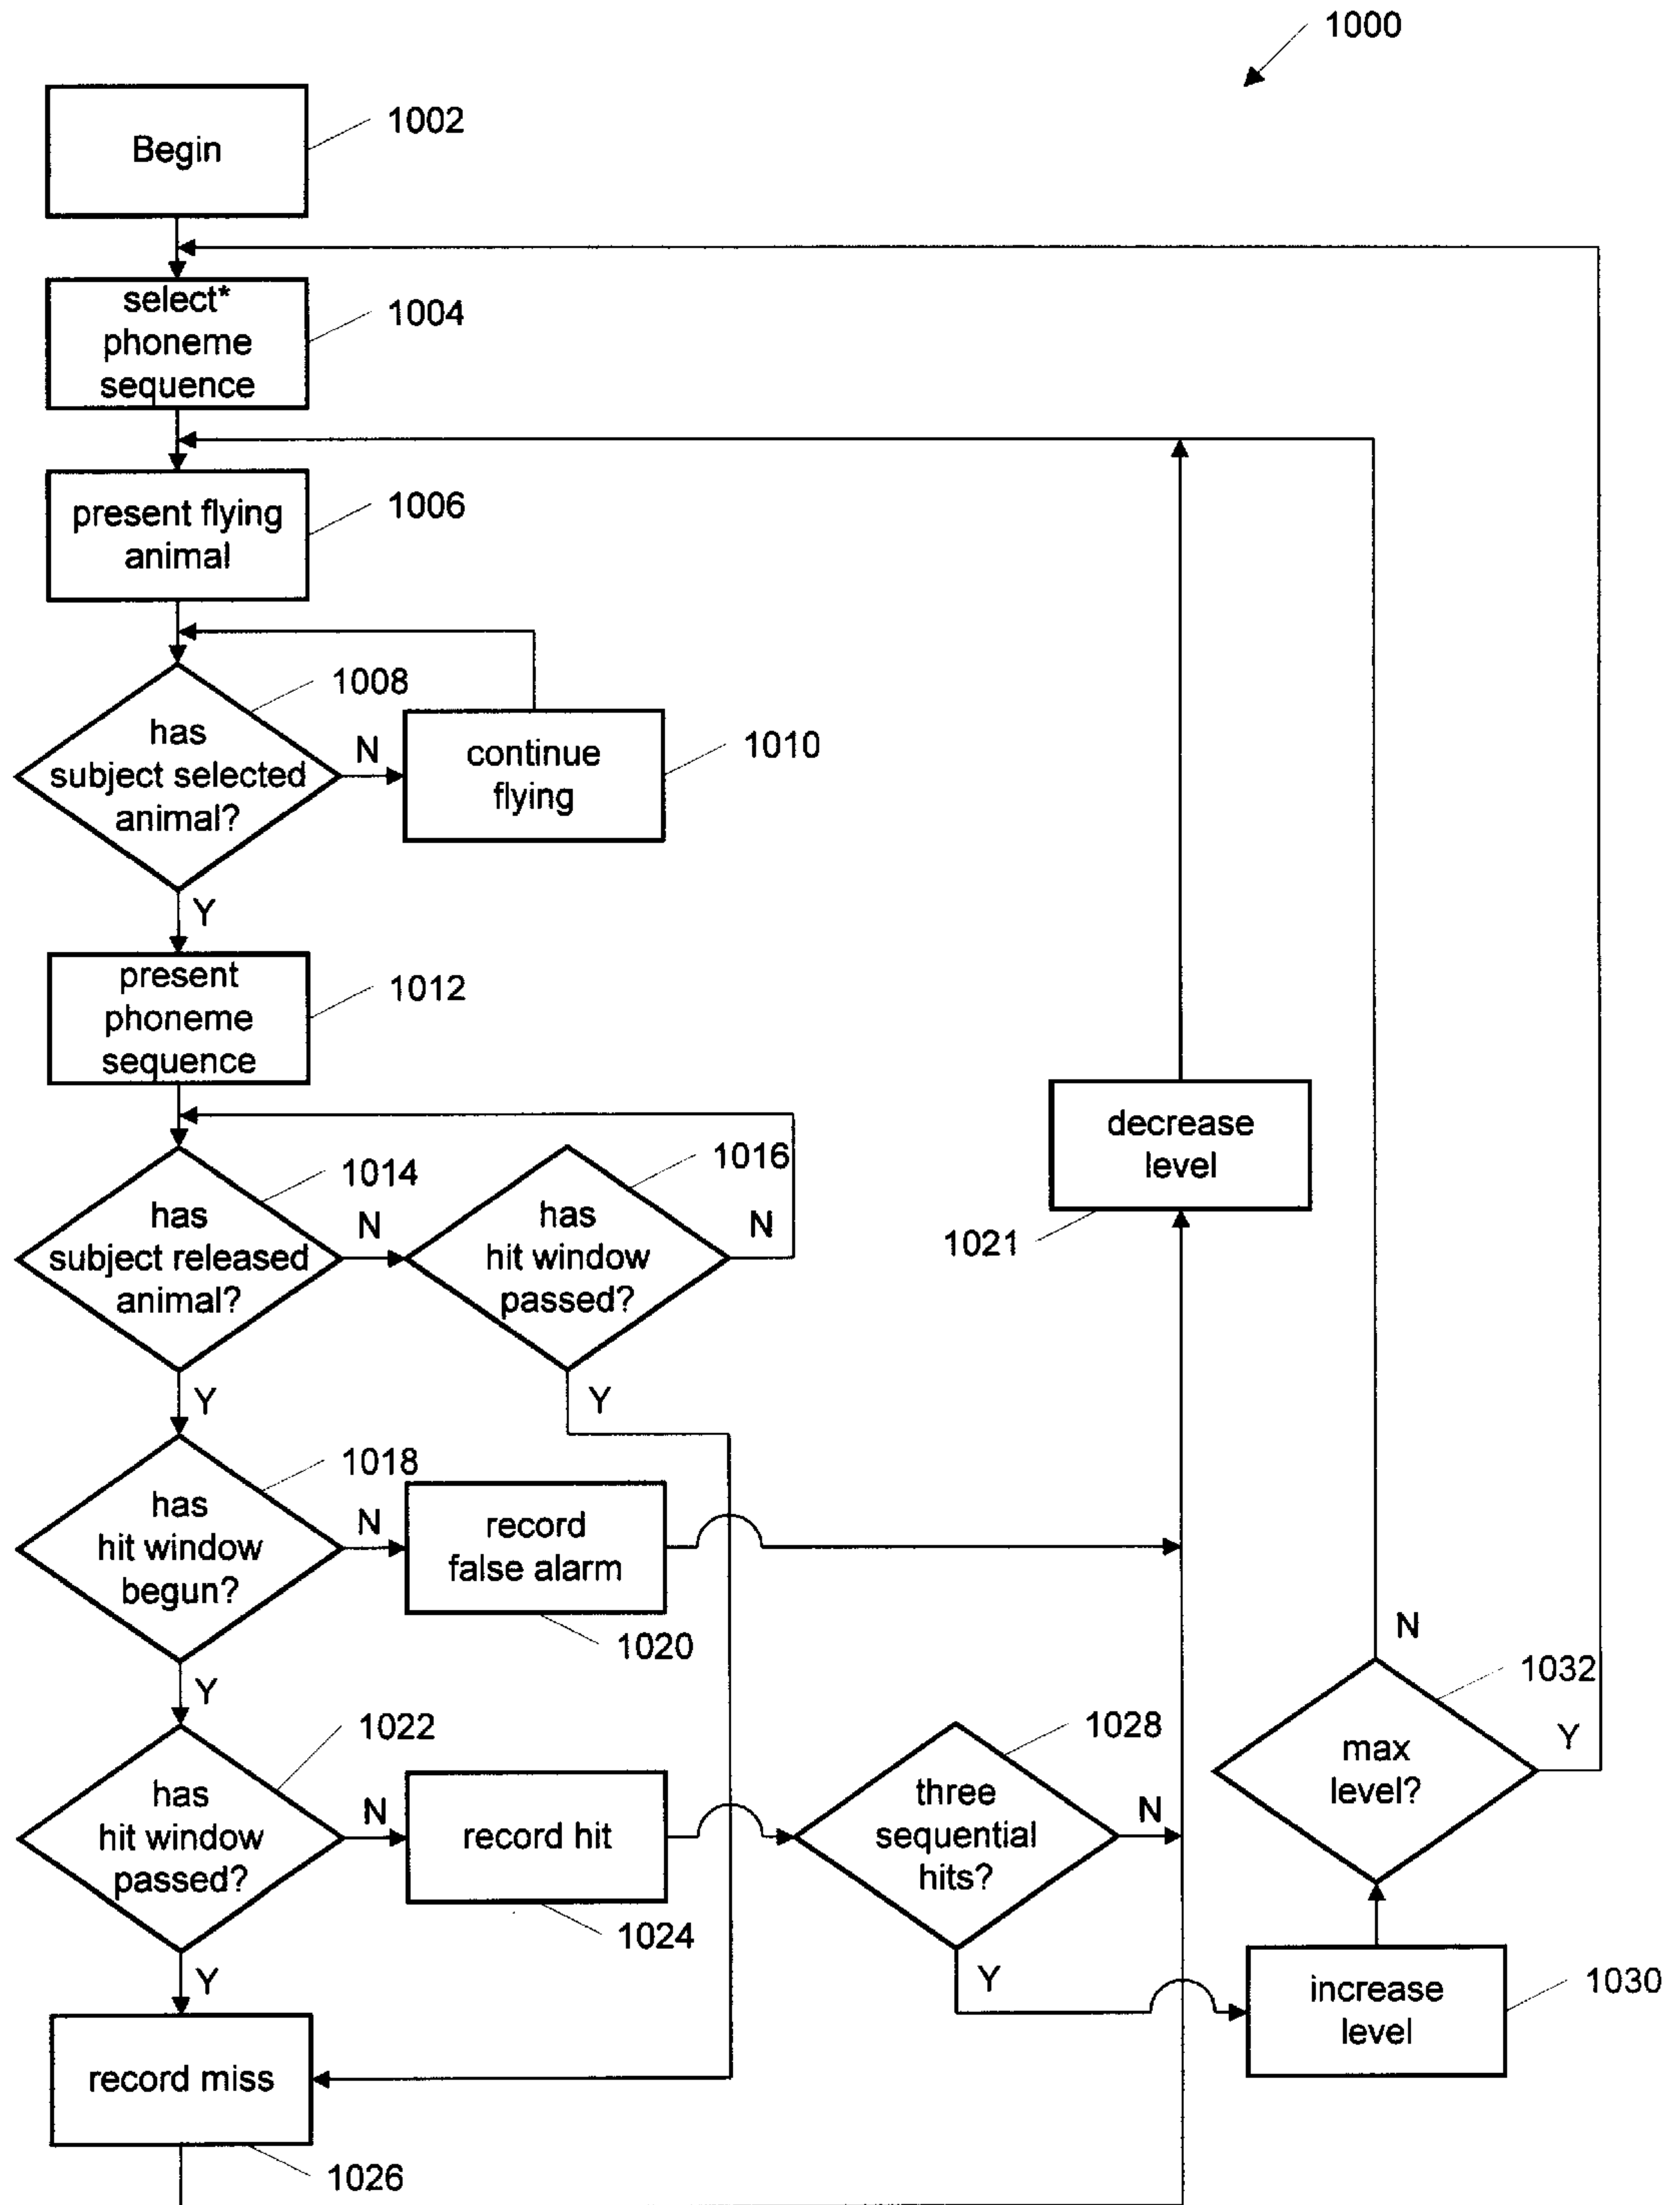 1000
Begin
1002
select*
phoneme
sequence
1004
present flying
animal
1006
has
subject selected
animal?
1008
N
Y
continue
flying
1010
present
phoneme
sequence
1012
has
subject released
animal?
1014
N
Y
has
hit window
passed?
1016
N
Y
decrease
level
1021
has
hit window
begun?
1018
N
Y
record
false alarm
1020
has
hit window
passed?
1022
N
Y
record hit
1024
three
sequential
hits?
1028
N
Y
max
level?
1032
N
Y
increase
level
1030
record miss
1026